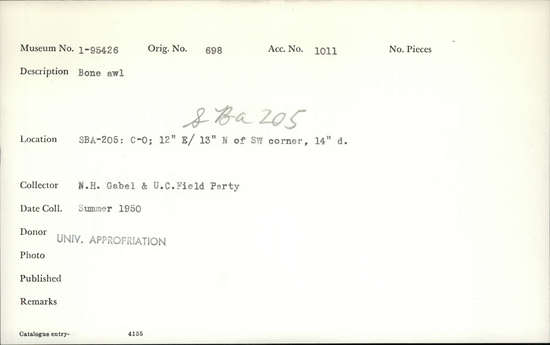 Museum No. 1-95426 Orig. No. 698 Acc. No. 1011 No. Pieces
Description Bone awl
SBa 205
Location SBA-205: C-0; 12" E/ 13" N of SW corner, 14" d.
Collector N.H. Gabel & U.C.Field Party
Date Coll. Summer 1950
Donor UNIV. APPROPRIATION
Photo
Published
Remarks
Catalogue entry- 4155